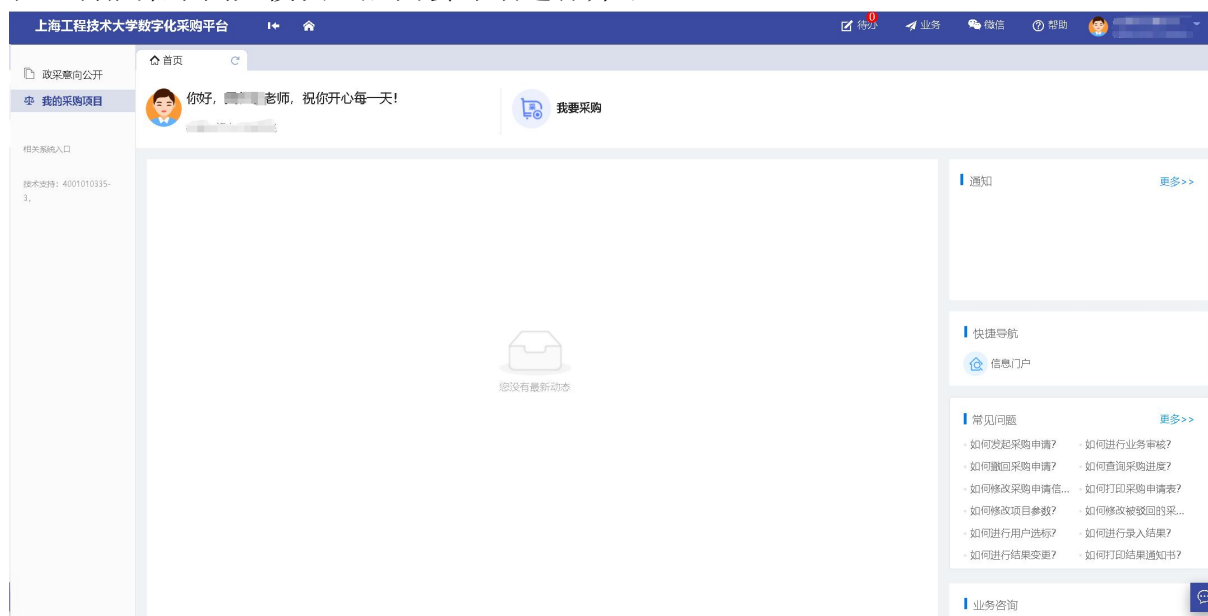 上海工程技术大学数字化采购平台
0
待办 业务 微信 帮助
首页
政采意向公开
我的采购项目
相关系统入口
技术支持：4001010335-
3，
你好， 老师，祝你开心每一天！
我要采购
您没有最新动态
通知 更多>>
快捷导航
信息门户
常见问题 更多>>
如何发起采购申请? 如何进行业务审核?
如何撤回采购申请? 如何查询采购进度?
如何修改采购申请信... 如何打印采购申请表?
如何修改项目参数? 如何修改被驳回的采...
如何进行用户选标? 如何进行录入结果?
如何进行结果变更? 如何打印结果通知书?
业务咨询